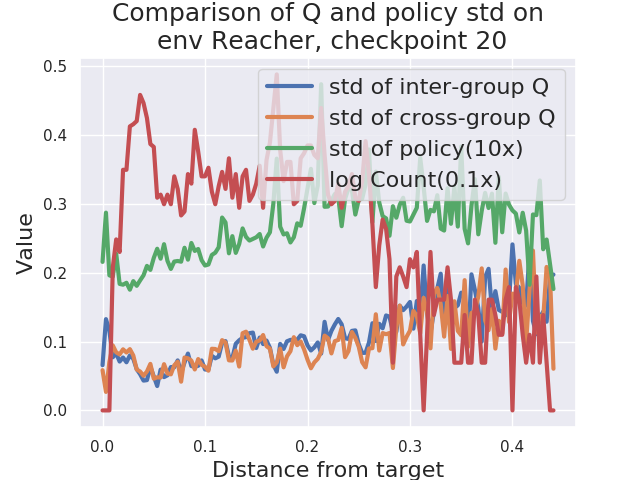 Comparison of Q and policy std on
env Reacher, checkpoint 20
std of inter-group Q
std of cross-group Q
std of policy(10x)
log Count(0.1x)
Value
0.5
0.4
0.3
0.2
0.1
0.0
0.0 0.1 0.2 0.3 0.4
Distance from target